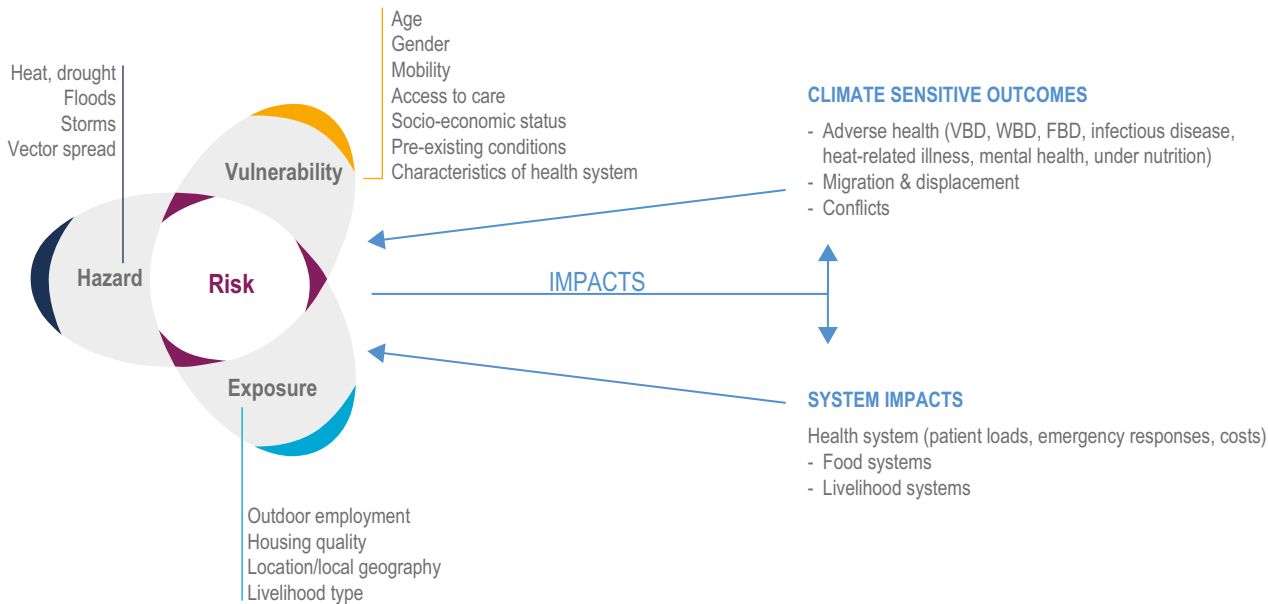 Age
Gender
Mobility
Access to care
Socio-economic status
Pre-existing conditions
Characteristics of health system
Heat, drought
Floods
Storms
Vector spread
Vulnerability
Hazard
Risk
Exposure
Outdoor employment
Housing quality
Location/local geography
Livelihood type
IMPACTS
CLIMATE SENSITIVE OUTCOMES
- Adverse health (VBD, WBD, FBD, infectious disease,
heat-related illness, mental health, under nutrition)
- Migration & displacement
- Conflicts
SYSTEM IMPACTS
Health system (patient loads, emergency responses, costs)
- Food systems
- Livelihood systems